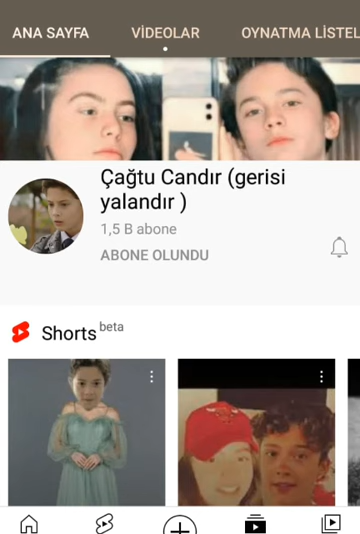 ANA SAYFA VİDEOLAR OYNATMA LİSTEL
Çağtu Candır (gerisi
yalandır )
1,5 B abone
ABONE OLUNDU
Shorts beta